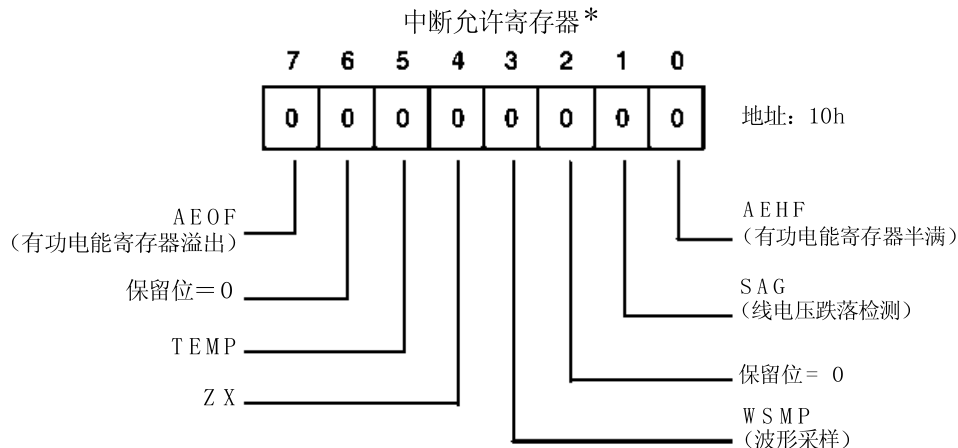 中断允许寄存器*
7 6 5 4 3 2 1 0
0 0 0 0 0 0 0 0
地址: 10h
AEOF
(有功电能寄存器溢出)
保留位=0
TEMP
ZX
AEHF
(有功电能寄存器半满)
SAG
(线电压跌落检测)
保留位= 0
WSMP
(波形采样)